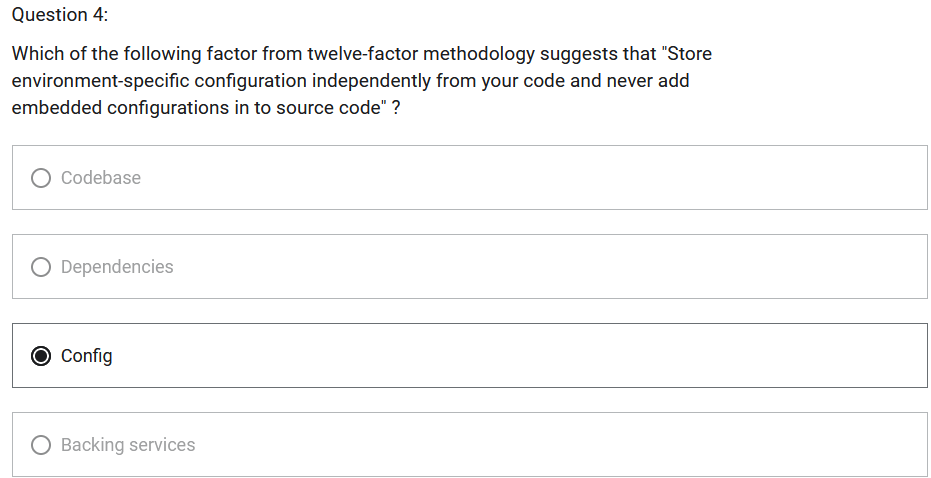 Question 4:
Which of the following factor from twelve-factor methodology suggests that "Store
environment-specific configuration independently from your code and never add
embedded configurations in to source code" ?
Codebase
Dependencies
Config
Backing services